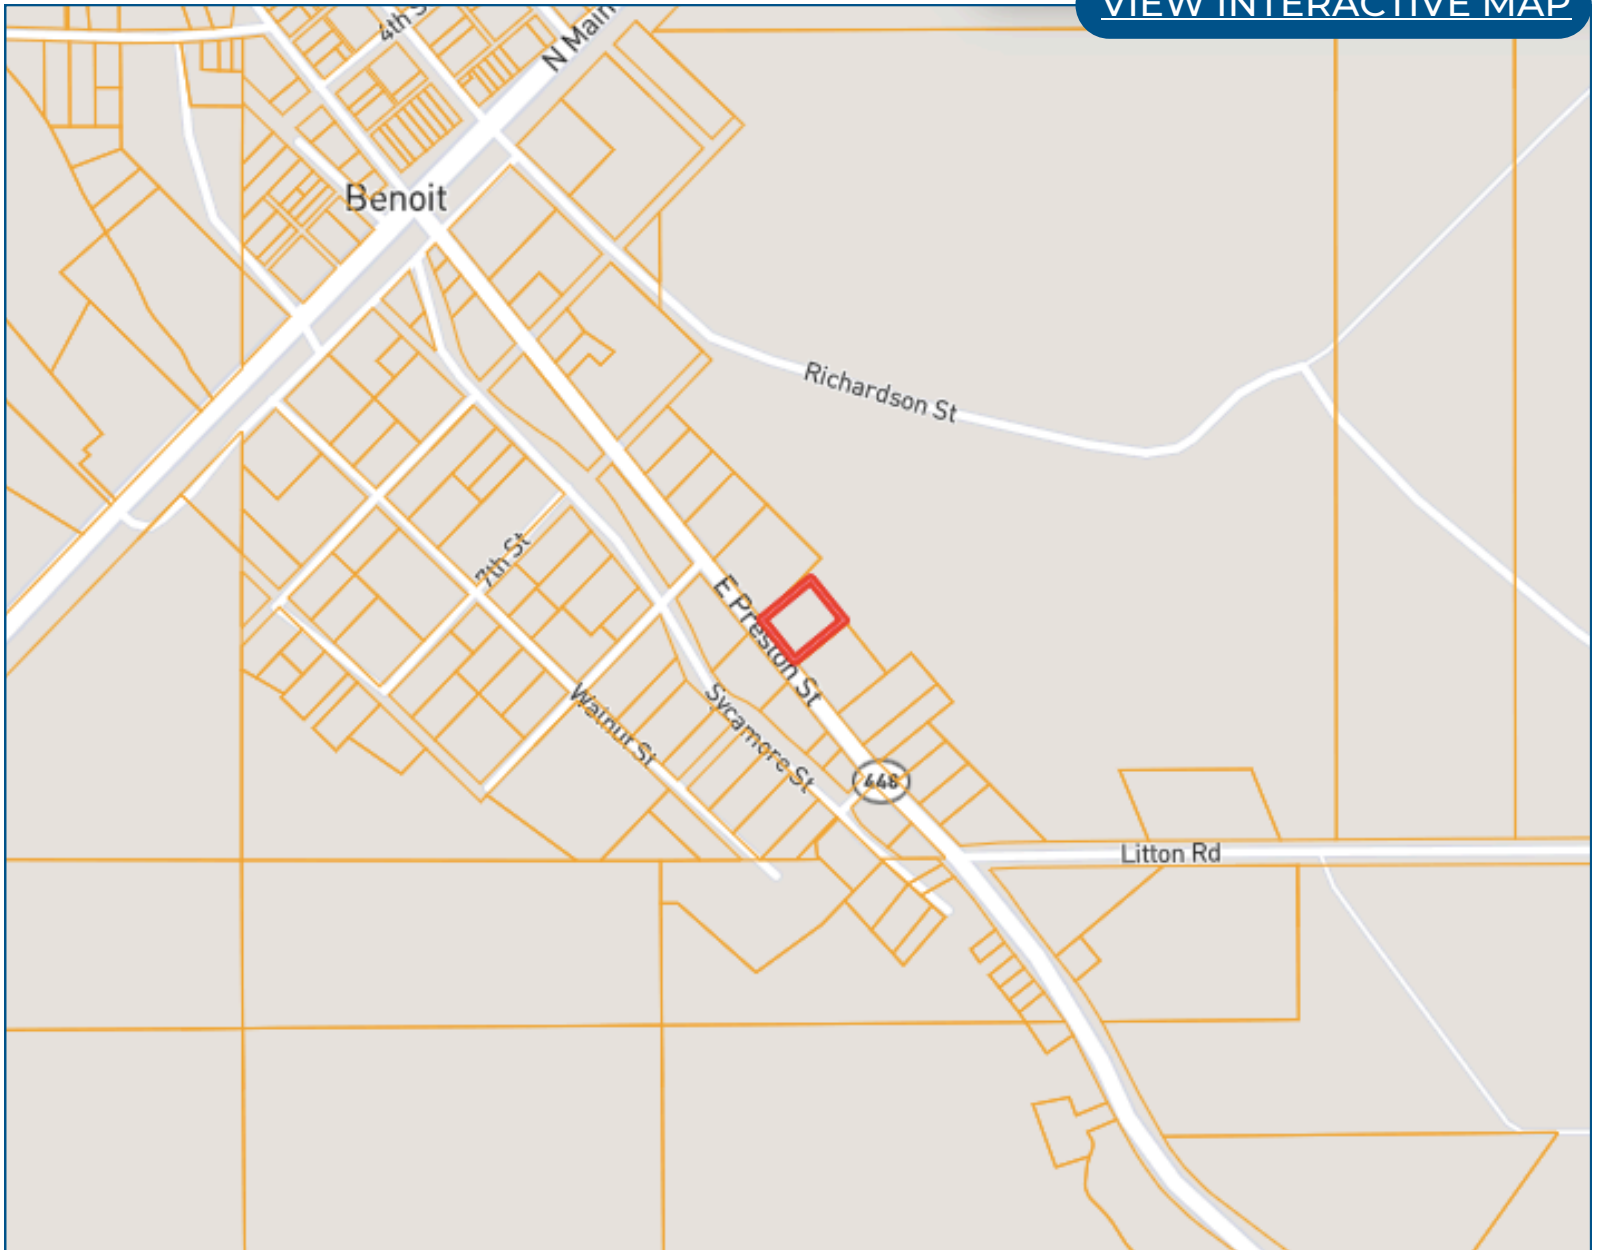 VIEW INTERACTIVE MAP
4th S
N Main
Benoit
Richardson St
7th St
E Preston St
Walnut St
Sycamore St
448
Litton Rd